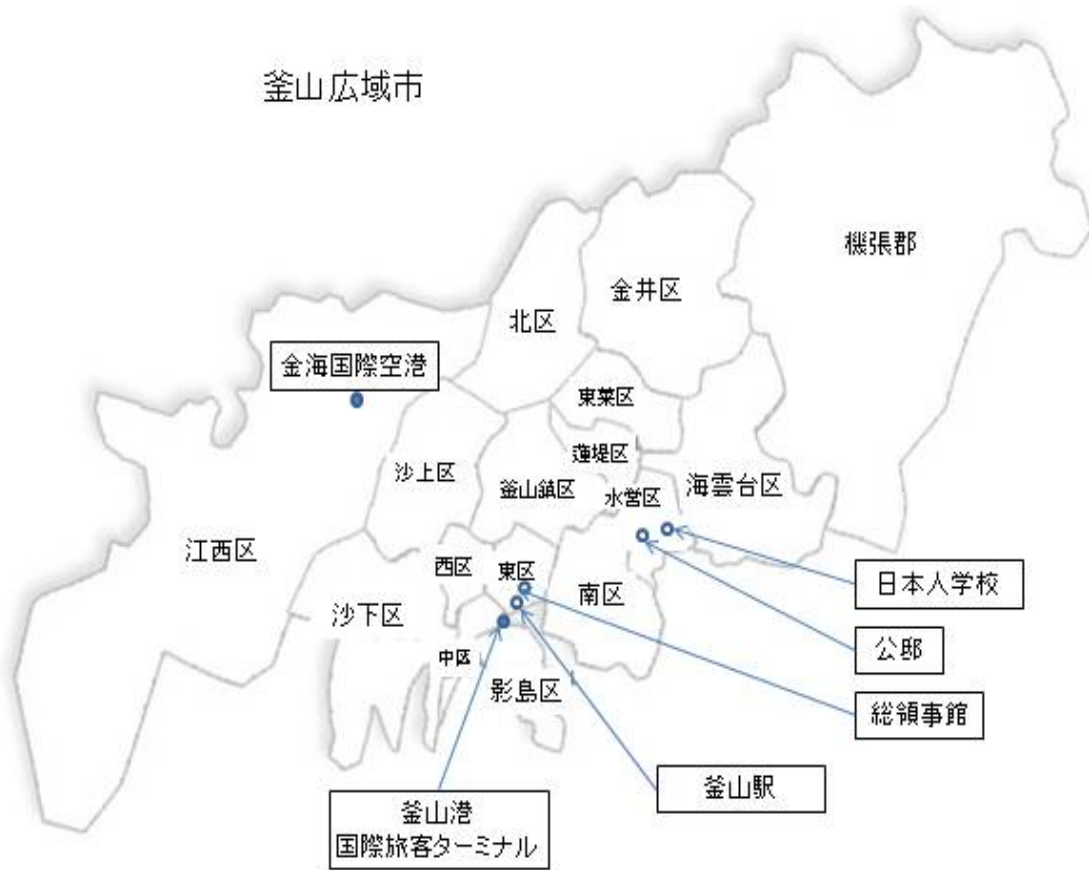 釜山広域市
機張郡
金井区
北区
金海国際空港
東莱区
蓮堤区
沙上区
釜山鎮区
水営区
海雲台区
江西区
西区
東区
南区
日本人学校
沙下区
公邸
中区
影島区
総領事館
釜山駅
釜山港
国際旅客ターミナル